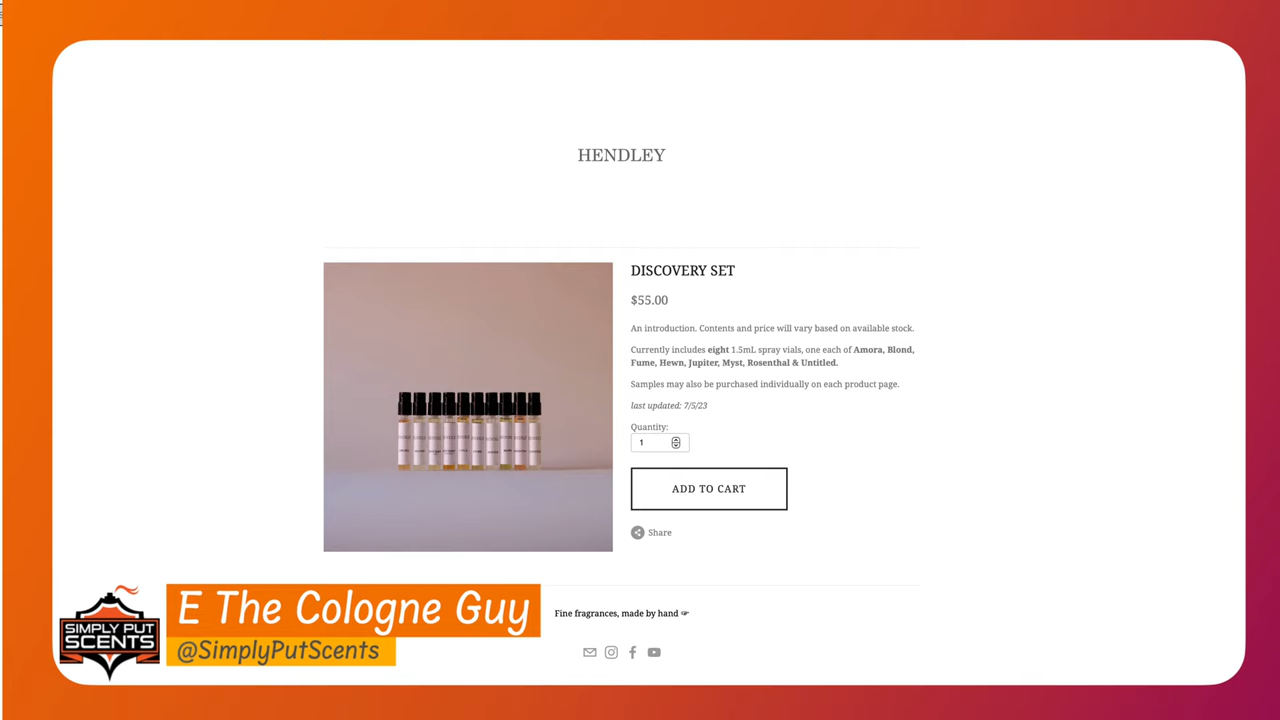 HENDLEY
DISCOVERY SET
$55.00
An introduction. Contents and price will vary based on available stock.
Currently includes eight 1.5mL spray vials, one each of Amora, Blond,
Fume, Hewn, Jupiter, Myst, Rosenthal & Untitled.
Samples may also be purchased individually on each product page.
last updated: 7/5/23
Quantity:
1
ADD TO CART
Share
Fine fragrances, made by hand ☞
SIMPLY PUT
SCENTS
E The Cologne Guy
@SimplyPutScents